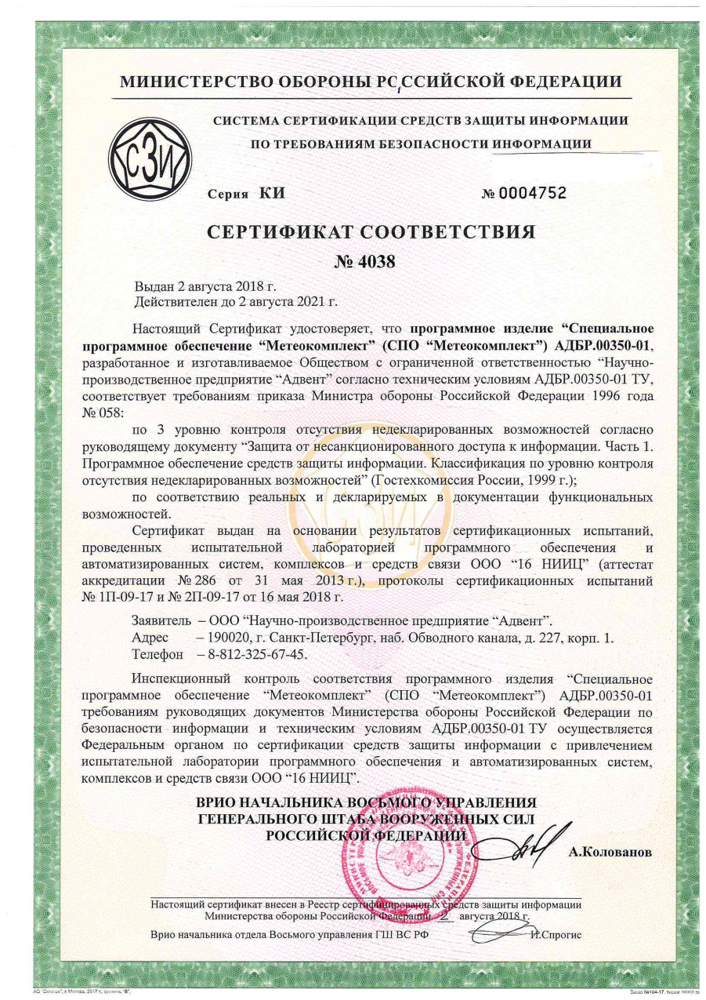 МИНИСТЕРСТВО ОБОРОНЫ РОССИЙСКОЙ ФЕДЕРАЦИИ
СИСТЕМА СЕРТИФИКАЦИИ СРЕДСТВ ЗАЩИТЫ ИНФОРМАЦИИ
ПО ТРЕБОВАНИЯМ БЕЗОПАСНОСТИ ИНФОРМАЦИИ
СЗИ
Серия КИ № 0004752
СЕРТИФИКАТ СООТВЕТСТВИЯ
№ 4038
Выдан 2 августа 2018 г.
Действителен до 2 августа 2021 г.
Настоящий Сертификат удостоверяет, что программное изделие “Специальное
программное обеспечение “Метеокомплект” (СПО “Метеокомплект”) АДБР.00350-01,
разработанное и изготавливаемое Обществом с ограниченной ответственностью “Научно-
производственное предприятие “Адвент” согласно техническим условиям АДБР.00350-01 ТУ,
соответствует требованиям приказа Министра обороны Российской Федерации 1996 года
№ 058:
по 3 уровню контроля отсутствия недекларированных возможностей согласно
руководящему документу “Защита от несанкционированного доступа к информации. Часть 1.
Программное обеспечение средств защиты информации. Классификация по уровню контроля
отсутствия недекларированных возможностей” (Гостехкомиссия России, 1999 г.);
по соответствию реальных и декларируемых в документации функциональных
возможностей.
Сертификат выдан на основании результатов сертификационных испытаний,
проведенных испытательной лабораторией программного обеспечения и
автоматизированных систем, комплексов и средств связи ООО “16 НИИЦ” (аттестат
аккредитации № 286 от 31 мая 2013 г.), протоколы сертификационных испытаний
№ 1П-09-17 и № 2П-09-17 от 16 мая 2018 г.
Заявитель – ООО “Научно-производственное предприятие “Адвент”.
Адрес – 190020, г. Санкт-Петербург, наб. Обводного канала, д. 227, корп. 1.
Телефон – 8-812-325-67-45.
Инспекционный контроль соответствия программного изделия “Специальное
программное обеспечение “Метеокомплект” (СПО “Метеокомплект”) АДБР.00350-01
требованиям руководящих документов Министерства обороны Российской Федерации по
безопасности информации и техническим условиям АДБР.00350-01 ТУ осуществляется
Федеральным органом по сертификации средств защиты информации с привлечением
испытательной лаборатории программного обеспечения и автоматизированных систем,
комплексов и средств связи ООО “16 НИИЦ”.
ВРИО НАЧАЛЬНИКА ВОСЬМОГО УПРАВЛЕНИЯ
ГЕНЕРАЛЬНОГО ШТАБА ВООРУЖЕННЫХ СИЛ
РОССИЙСКОЙ ФЕДЕРАЦИИ
А.Колованов
Настоящий сертификат внесен в Реестр сертифицированных средств защиты информации
Министерства обороны Российской Федерации 2 августа 2018 г.
Врио начальника отдела Восьмого управления ГШ ВС РФ И.Спрогис
АО "Опцион", г. Москва, 2017 г., уровень "В".
Заказ №104-17, тираж 10000